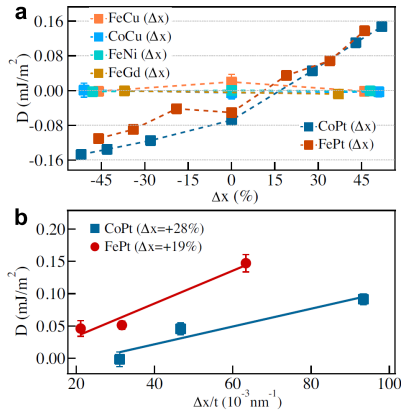 a
D (mJ/m²)
0.16
0.08
0.00
-0.08
-0.16
FeCu (Δx)
CoCu (Δx)
FeNi (Δx)
FeGd (Δx)
CoPt (Δx)
FePt (Δx)
-45 -30 -15 0 15 30 45
Δx (%)
b
D (mJ/m²)
0.20
0.15
0.10
0.05
0.00
CoPt (Δx=+28%)
FePt (Δx=+19%)
20 40 60 80 100
Δx/t (10⁻³ nm⁻¹)